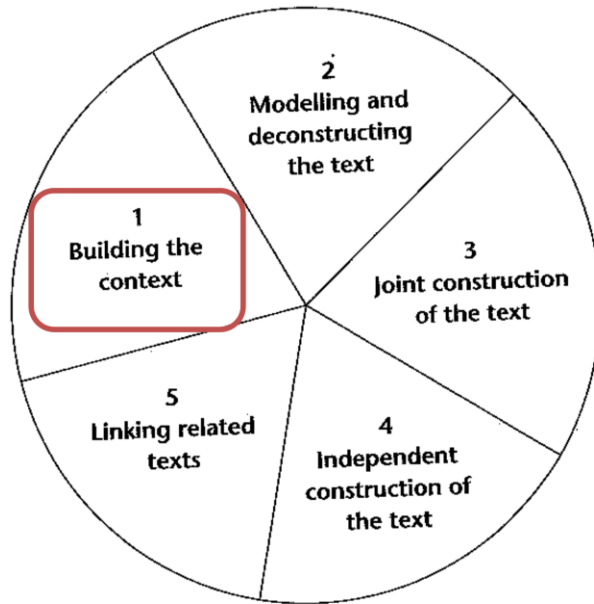 1
Building the
context
2
Modelling and
deconstructing
the text
3
Joint construction
of the text
4
Independent
construction of
the text
5
Linking related
texts